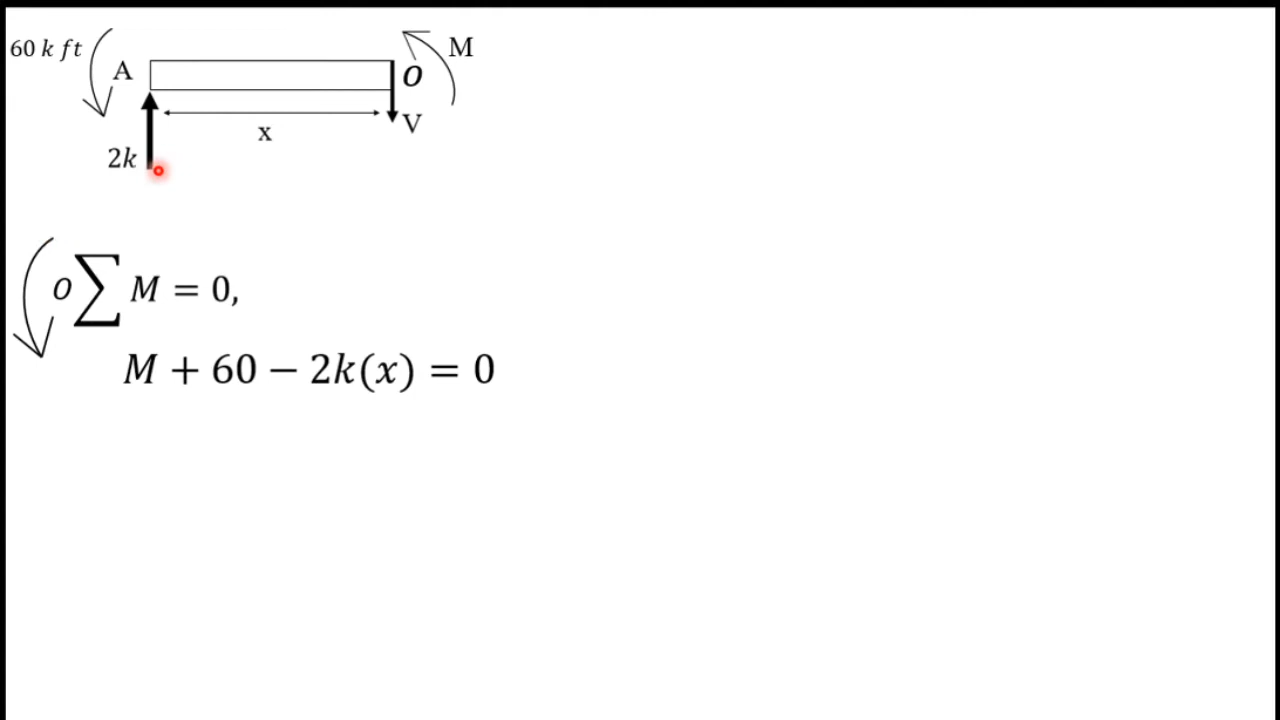 60 k ft
A
M
O
x
V
2k
O∑ M = 0,
M + 60 − 2k(x) = 0